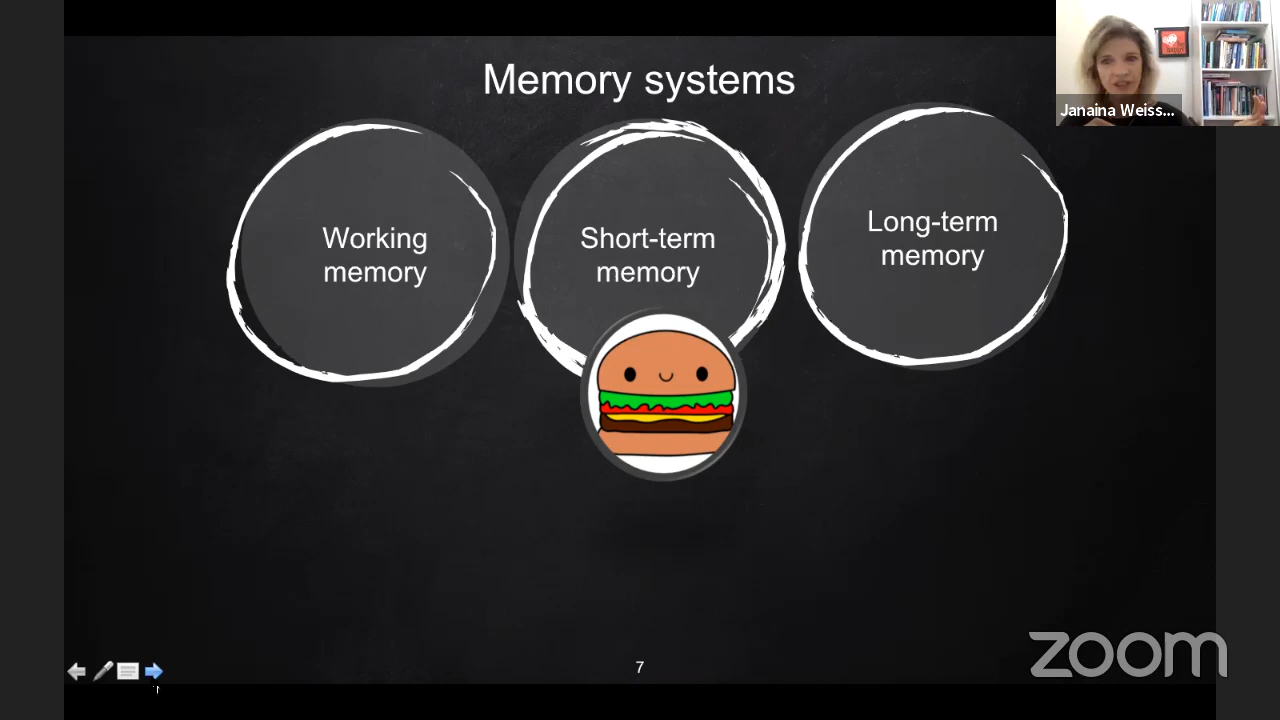 Memory systems
Janaina Weiss...
Working
memory
Short-term
memory
Long-term
memory
7
zoom